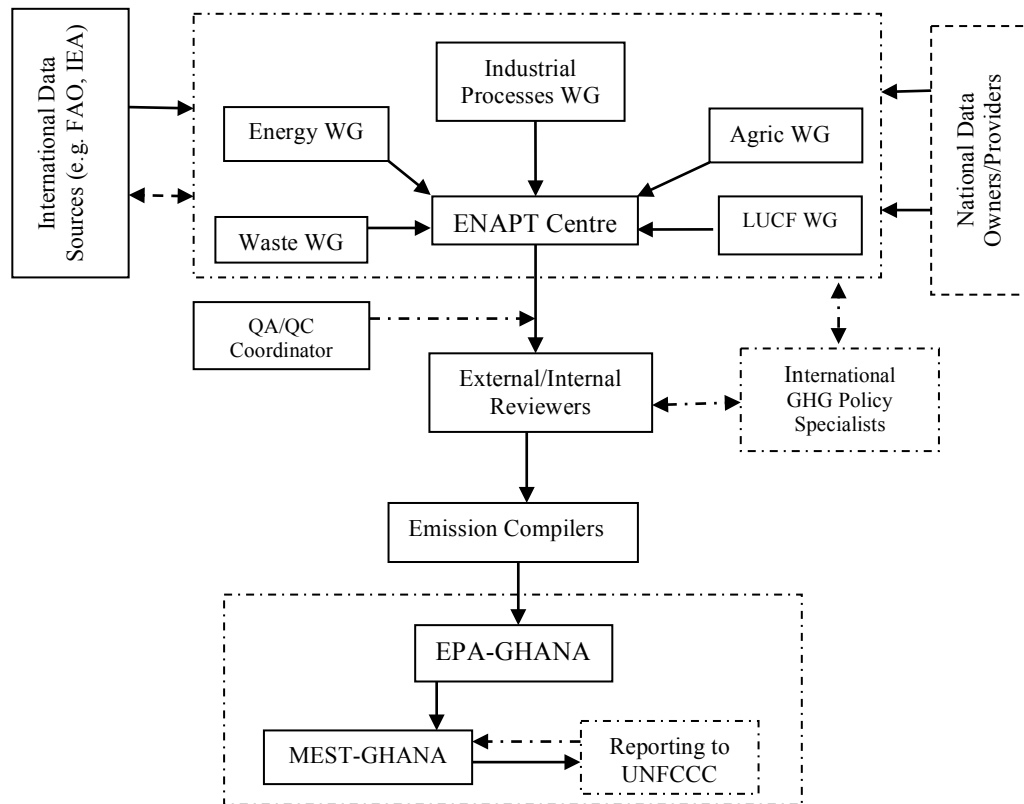 International Data
Sources (e.g. FAO, IEA)
Industrial
Processes WG
Energy WG
Agric WG
National Data
Owners/Providers
ENAPT Centre
Waste WG
LUCF WG
QA/QC
Coordinator
External/Internal
Reviewers
International
GHG Policy
Specialists
Emission Compilers
EPA-GHANA
MEST-GHANA
Reporting to
UNFCCC